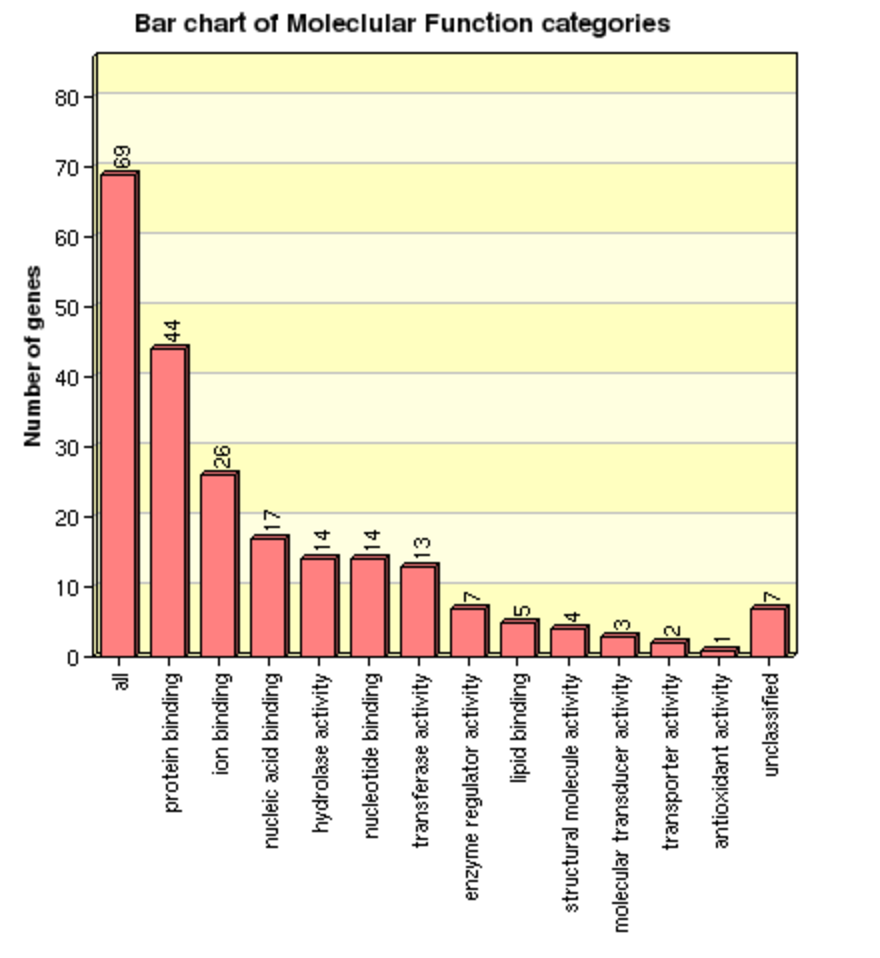 Bar chart of Moleclular Function categories
Number of genes
80
70
60
50
40
30
20
10
0
69
44
26
17
14
14
13
7
5
4
3
2
1
7
all
protein binding
ion binding
nucleic acid binding
hydrolase activity
nucleotide binding
transferase activity
enzyme regulator activity
lipid binding
structural molecule activity
molecular transducer activity
transporter activity
antioxidant activity
unclassified